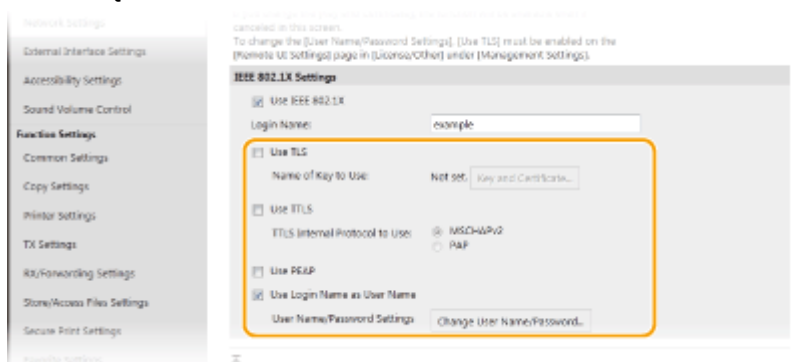 Network Settings
External Interface Settings
Accessibility Settings
Sound Volume Control
Function Settings
Common Settings
Copy Settings
Printer Settings
TX Settings
RX/Forwarding Settings
Store/Access Files Settings
Secure Print Settings
canceled in this screen.
To change the [User Name/Password Settings], [Use TLS] must be enabled on the
[Remote UI Settings] page in [License/Other] under [Management Settings].
IEEE 802.1X Settings
Use IEEE 802.1X
Login Name: example
Use TLS
Name of Key to Use: Not set. Key and Certificate...
Use TTLS
TTLS Internal Protocol to Use: MSCHAPv2
PAP
Use PEAP
Use Login Name as User Name
User Name/Password Settings Change User Name/Password...